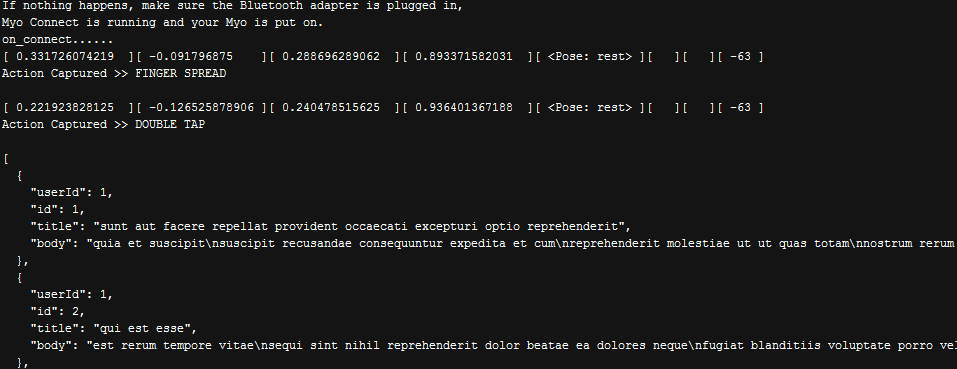 If nothing happens, make sure the Bluetooth adapter is plugged in,
Myo Connect is running and your Myo is put on.
on_connect......
[ 0.331726074219  ][ -0.091796875    ][ 0.288696289062  ][ 0.893371582031  ][ <Pose: rest> ][   ][   ][ -63 ]
Action Captured >> FINGER SPREAD
[ 0.221923828125  ][ -0.126525878906 ][ 0.240478515625  ][ 0.936401367188  ][ <Pose: rest> ][   ][   ][ -63 ]
Action Captured >> DOUBLE TAP
[
  {
    "userId": 1,
    "id": 1,
    "title": "sunt aut facere repellat provident occaecati excepturi optio reprehenderit",
    "body": "quia et suscipit\nsuscipit recusandae consequuntur expedita et cum\nreprehenderit molestiae ut ut quas totam\nnostrum rerum
  },
  {
    "userId": 1,
    "id": 2,
    "title": "qui est esse",
    "body": "est rerum tempore vitae\nsequi sint nihil reprehenderit dolor beatae ea dolores neque\nfugiat blanditiis voluptate porro vel
  },